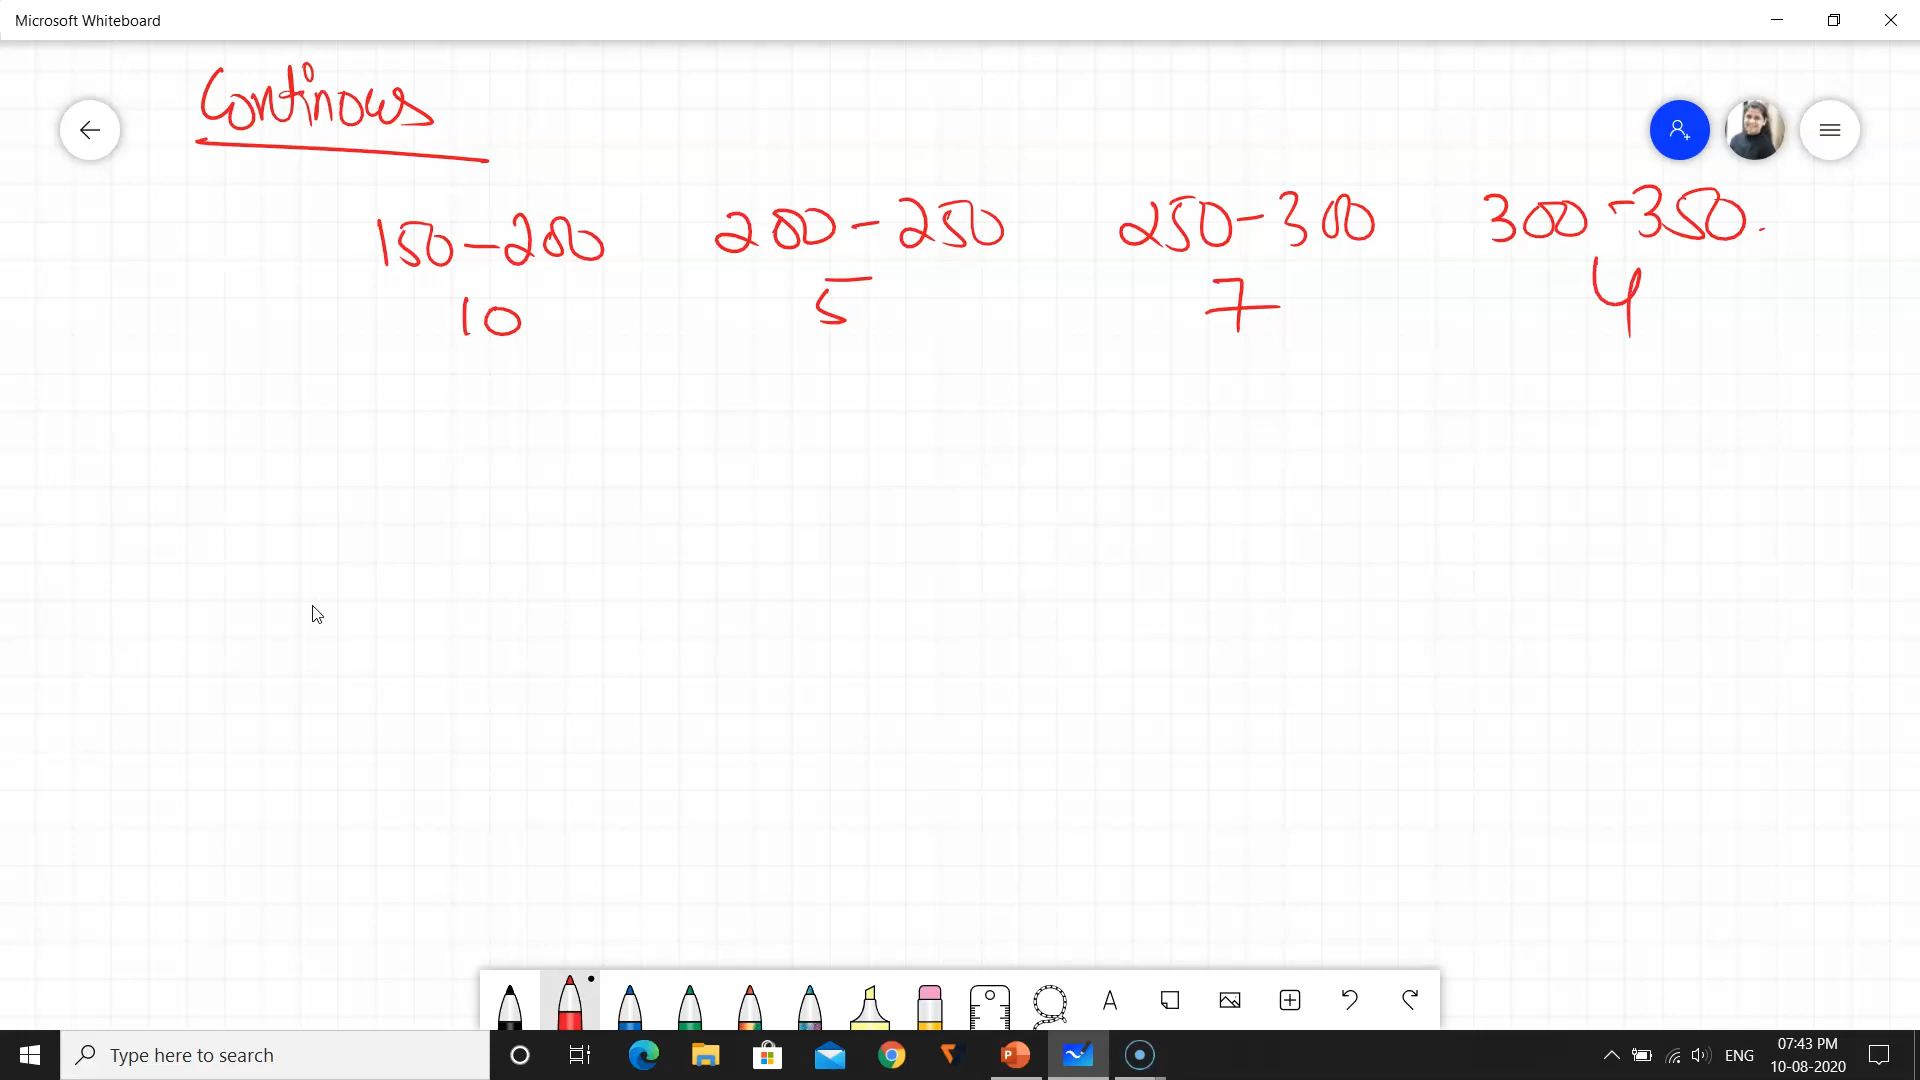 Microsoft Whiteboard
Continous
150-200 200-250 250-300 300-350.
10 5 7 4
A
Type here to search
ENG
07:43 PM
10-08-2020